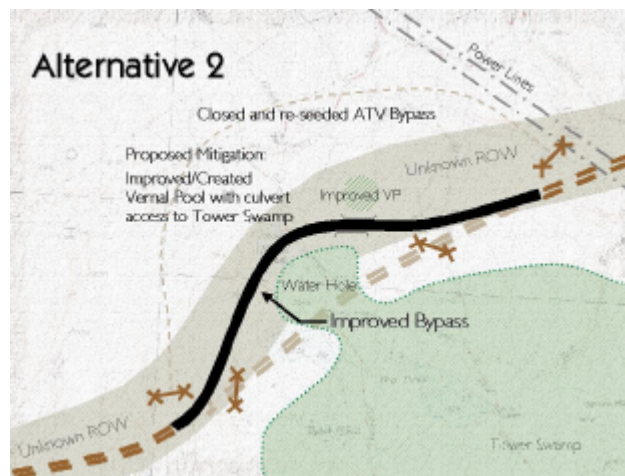 Alternative 2
Power Lines
Closed and re-seeded ATV Bypass
Proposed Mitigation:
Improved/Created
Vernal Pool with culvert
access to Tower Swamp
Unknown ROW
Improved VP
Water Hole
Improved Bypass
Unknown ROW
Tower Swamp